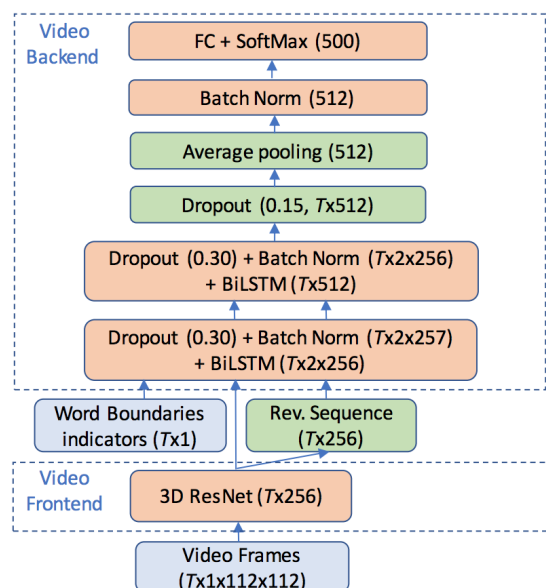 Video
Backend
FC + SoftMax (500)
Batch Norm (512)
Average pooling (512)
Dropout (0.15, Tx512)
Dropout (0.30) + Batch Norm (Tx2x256)
+ BiLSTM (Tx512)
Dropout (0.30) + Batch Norm (Tx2x257)
+ BiLSTM (Tx2x256)
Word Boundaries
indicators (Tx1)
Rev. Sequence
(Tx256)
Video
Frontend
3D ResNet (Tx256)
Video Frames
(Tx1x112x112)